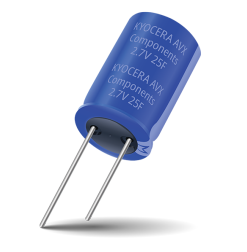 KYOCERA AVX
Components
2.7V 25F
KYOCERA AVX
Components
2.7V 25F